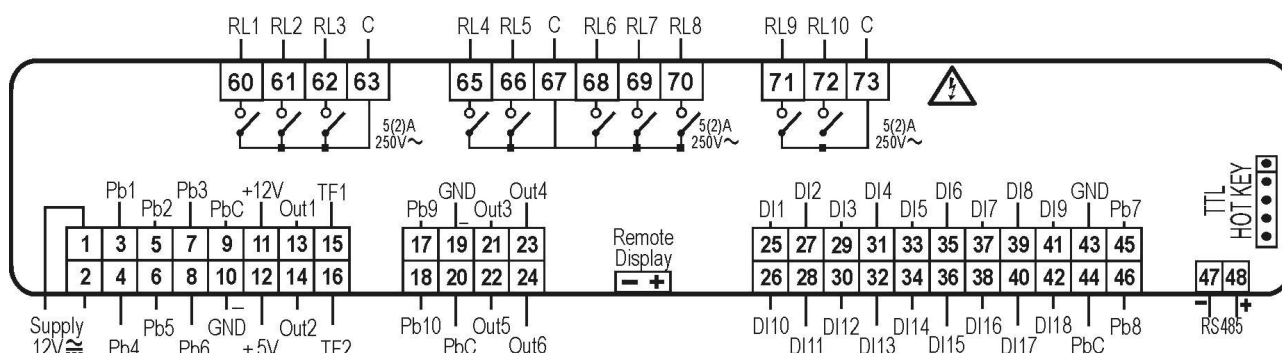 RL1 RL2 RL3 C RL4 RL5 C RL6 RL7 RL8 RL9 RL10 C
60 61 62 63 65 66 67 68 69 70 71 72 73
5(2)A 5(2)A 5(2)A
250V~ 250V~ 250V~
Pb1 Pb3 +12V TF1 GND Out4 DI2 DI4 DI6 DI8 GND
Pb2 PbC Out1 Pb9 Out3 DI1 DI3 DI5 DI7 DI9 Pb7
TTL
HOT KEY
1 3 5 7 9 11 13 15 17 19 21 23 Remote 25 27 29 31 33 35 37 39 41 43 45
Display
2 4 6 8 10 12 14 16 18 20 22 24 - + 26 28 30 32 34 36 38 40 42 44 46 47 48
Supply Pb5 GND Out2 Pb10 Out5 DI10 DI12 DI14 DI16 DI18 Pb8 - RS485 +
12V Pb4 Pb6 +5V TF2 PbC Out6 DI11 DI13 DI15 DI17 PbC